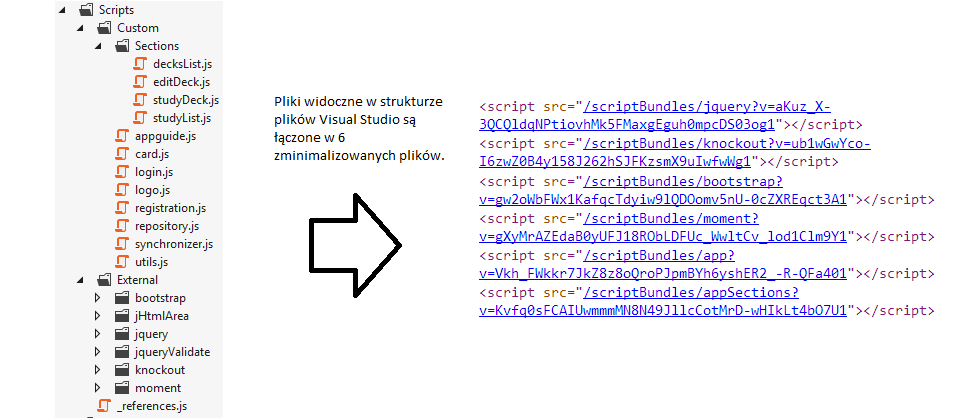 Scripts
Custom
Sections
decksList.js
editDeck.js
studyDeck.js
studyList.js
appguide.js
card.js
login.js
logo.js
registration.js
repository.js
synchronizer.js
utils.js
External
bootstrap
jHtmlArea
jquery
jqueryValidate
knockout
moment
_references.js
Pliki widoczne w strukturze
plików Visual Studio są
łączone w 6
zminimalizowanych plików.
<script src="/scriptBundles/jquery?v=aKuz_X-
3QCQldqNPtiovhMk5FMaxgEguh0mpcDS03og1"></script>
<script src="/scriptBundles/knockout?v=ub1wGwYco-
I6zwZ0B4y158J262hSJFKzsmX9uIwfwWg1"></script>
<script src="/scriptBundles/bootstrap?
v=gw2oWbFWx1KafqcTdyiw9lQDOomv5nU-0cZXREqct3A1"></script>
<script src="/scriptBundles/moment?
v=gXyMrAZEdaB0yUFJ18RObLDFUc_WwltCv_lod1Clm9Y1"></script>
<script src="/scriptBundles/app?
v=Vkh_FWkkr7JkZ8z8oQroPJpmBYh6yshER2_-R-QFa401"></script>
<script src="/scriptBundles/appSections?
v=Kvfq0sFCAIUwmmmMN8N49JllcCotMrD-wHIkLt4bO7U1"></script>